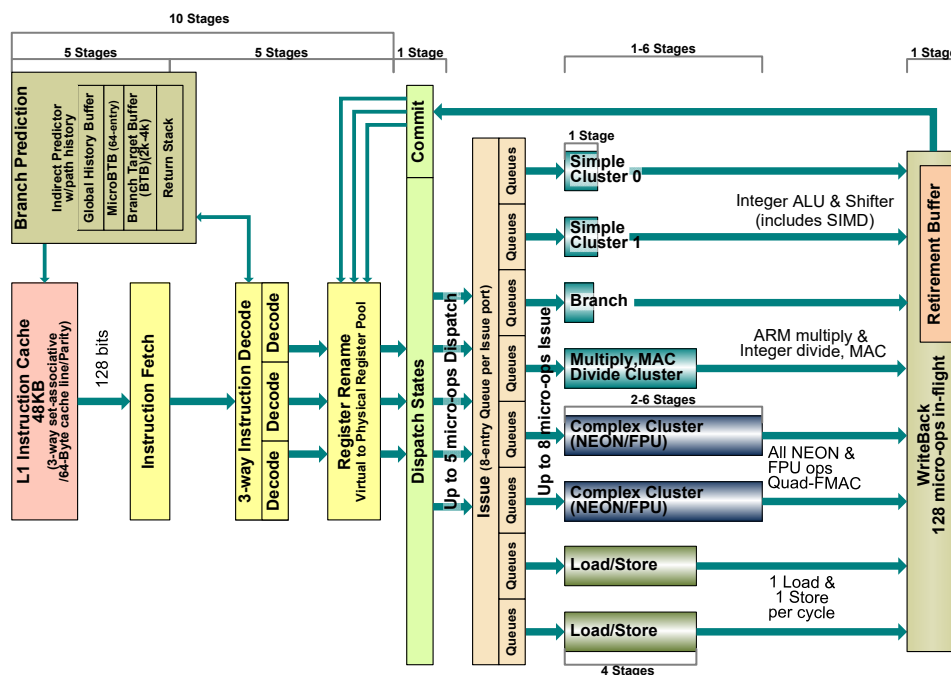 10 Stages
5 Stages
5 Stages
1 Stage
1-6 Stages
1 Stage
Branch Prediction
Indirect Predictor
w/path history
Global History Buffer
MicroBTB (64-entry)
Branch Target Buffer
(BTB)(2k-4k)
Return Stack
L1 Instruction Cache
48KB
(3-way set-associative
/64-Byte cache line/Parity)
128 bits
Instruction Fetch
3-way Instruction Decode
Decode
Decode
Decode
Register Rename
Virtual to Physical Register Pool
Commit
Dispatch States
Up to 5 micro-ops Dispatch
Issue (8-entry Queue per Issue port)
Queues
Queues
Queues
Queues
Queues
Queues
Queues
Queues
Up to 8 micro-ops Issue
1 Stage
Simple
Cluster 0
Simple
Cluster 1
Integer ALU & Shifter
(includes SIMD)
Branch
Multiply,MAC
Divide Cluster
ARM multiply &
Integer divide, MAC
2-6 Stages
Complex Cluster
(NEON/FPU)
Complex Cluster
(NEON/FPU)
All NEON &
FPU ops
Quad-FMAC
Load/Store
Load/Store
1 Load &
1 Store
per cycle
4 Stages
Retirement Buffer
WriteBack
128 micro-ops in-flight